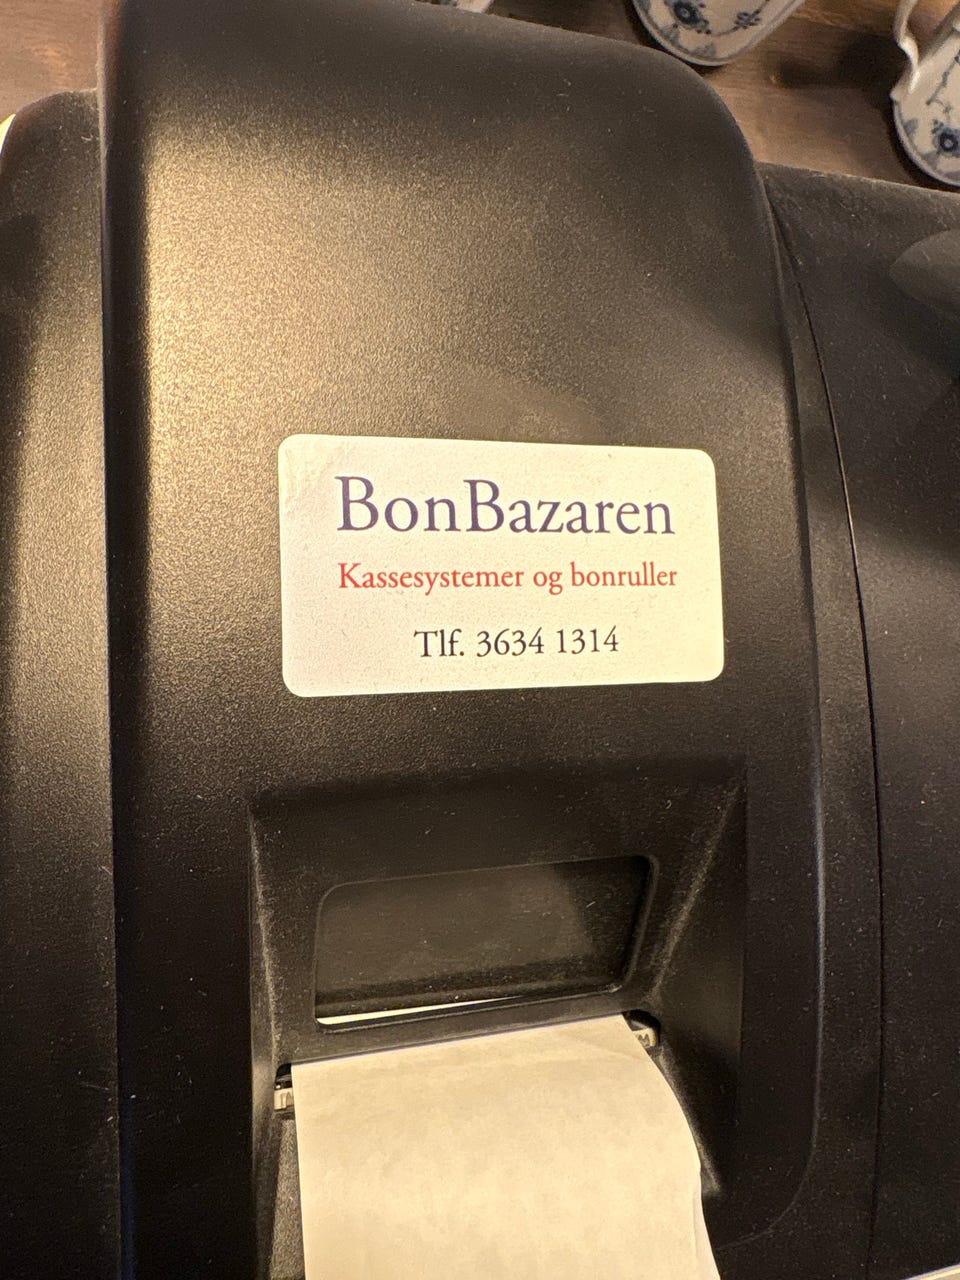 BonBazaren
Kassesystemer og bonruller
Tlf. 3634 1314